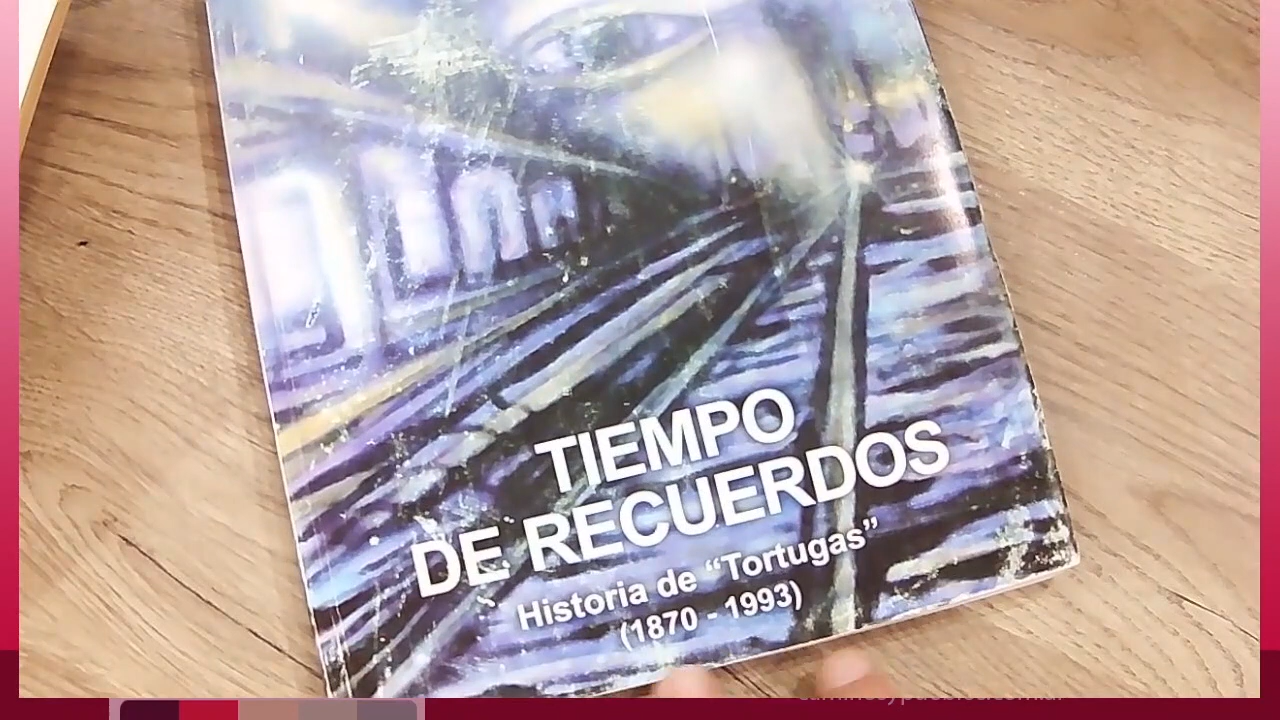 TIEMPO
DE RECUERDOS
Historia de “Tortugas”
(1870 - 1993)